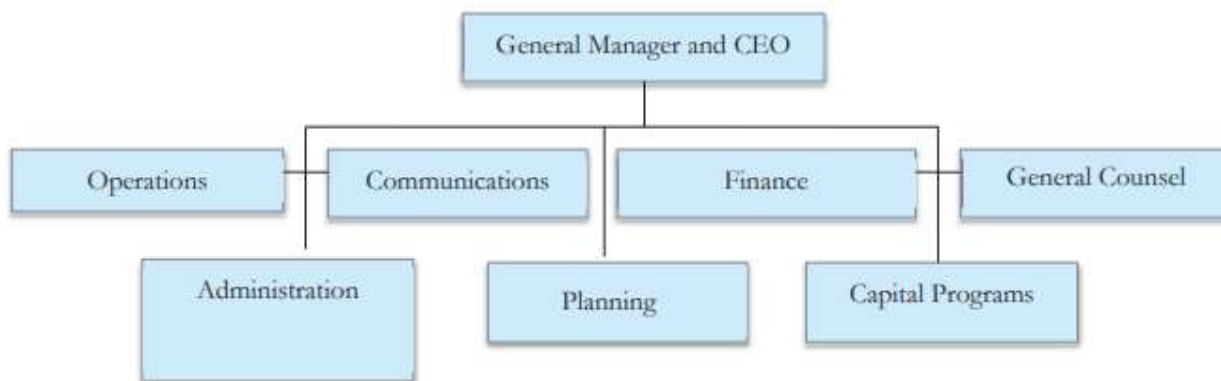 General Manager and CEO
Operations
Communications
Finance
General Counsel
Administration
Planning
Capital Programs